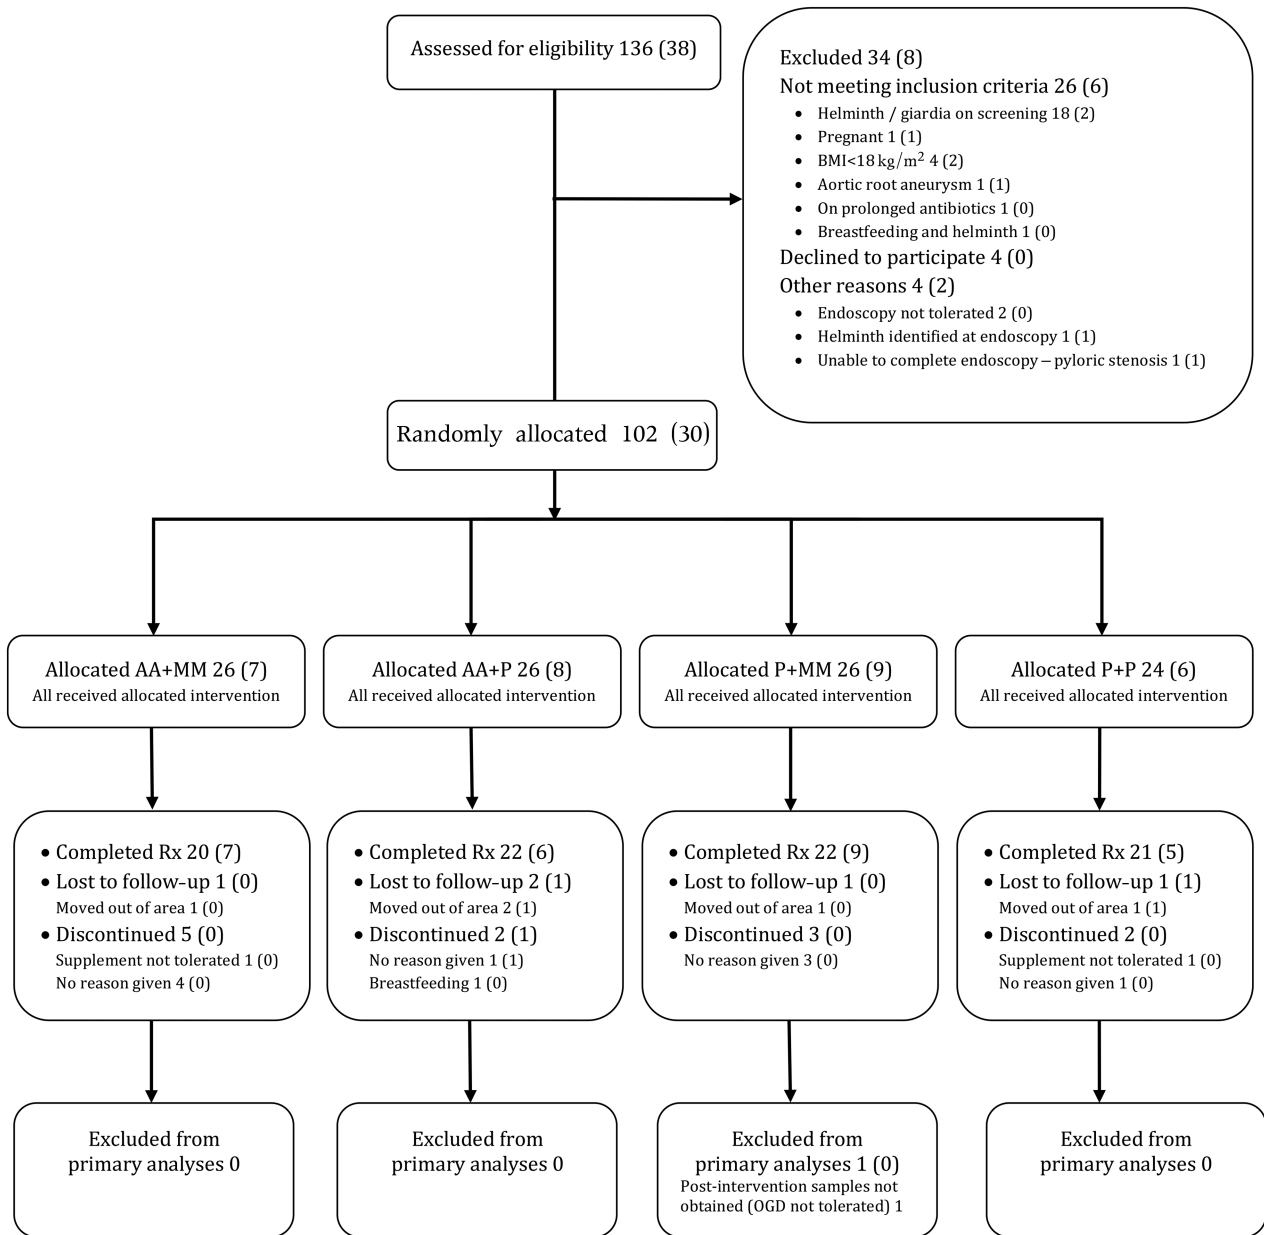 Assessed for eligibility 136 (38)
Excluded 34 (8)
Not meeting inclusion criteria 26 (6)
• Helminth / giardia on screening 18 (2)
• Pregnant 1 (1)
• BMI<18 kg/m² 4 (2)
• Aortic root aneurysm 1 (1)
• On prolonged antibiotics 1 (0)
• Breastfeeding and helminth 1 (0)
Declined to participate 4 (0)
Other reasons 4 (2)
• Endoscopy not tolerated 2 (0)
• Helminth identified at endoscopy 1 (1)
• Unable to complete endoscopy – pyloric stenosis 1 (1)
Randomly allocated 102 (30)
Allocated AA+MM 26 (7)
All received allocated intervention
Allocated AA+P 26 (8)
All received allocated intervention
Allocated P+MM 26 (9)
All received allocated intervention
Allocated P+P 24 (6)
All received allocated intervention
• Completed Rx 20 (7)
• Lost to follow-up 1 (0)
Moved out of area 1 (0)
• Discontinued 5 (0)
Supplement not tolerated 1 (0)
No reason given 4 (0)
• Completed Rx 22 (6)
• Lost to follow-up 2 (1)
Moved out of area 2 (1)
• Discontinued 2 (1)
No reason given 1 (1)
Breastfeeding 1 (0)
• Completed Rx 22 (9)
• Lost to follow-up 1 (0)
Moved out of area 1 (0)
• Discontinued 3 (0)
No reason given 3 (0)
• Completed Rx 21 (5)
• Lost to follow-up 1 (1)
Moved out of area 1 (1)
• Discontinued 2 (0)
Supplement not tolerated 1 (0)
No reason given 1 (0)
Excluded from
primary analyses 0
Excluded from
primary analyses 0
Excluded from
primary analyses 1 (0)
Post-intervention samples not
obtained (OGD not tolerated) 1
Excluded from
primary analyses 0